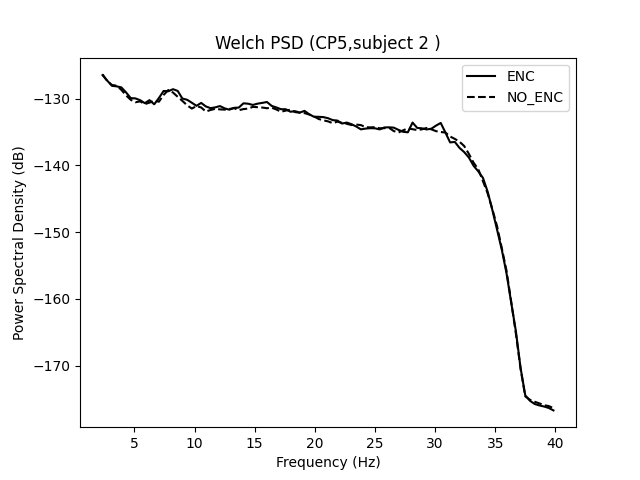 Welch PSD (CP5,subject 2 )
ENC
NO_ENC
Power Spectral Density (dB)
−130
−140
−150
−160
−170
5 10 15 20 25 30 35 40
Frequency (Hz)